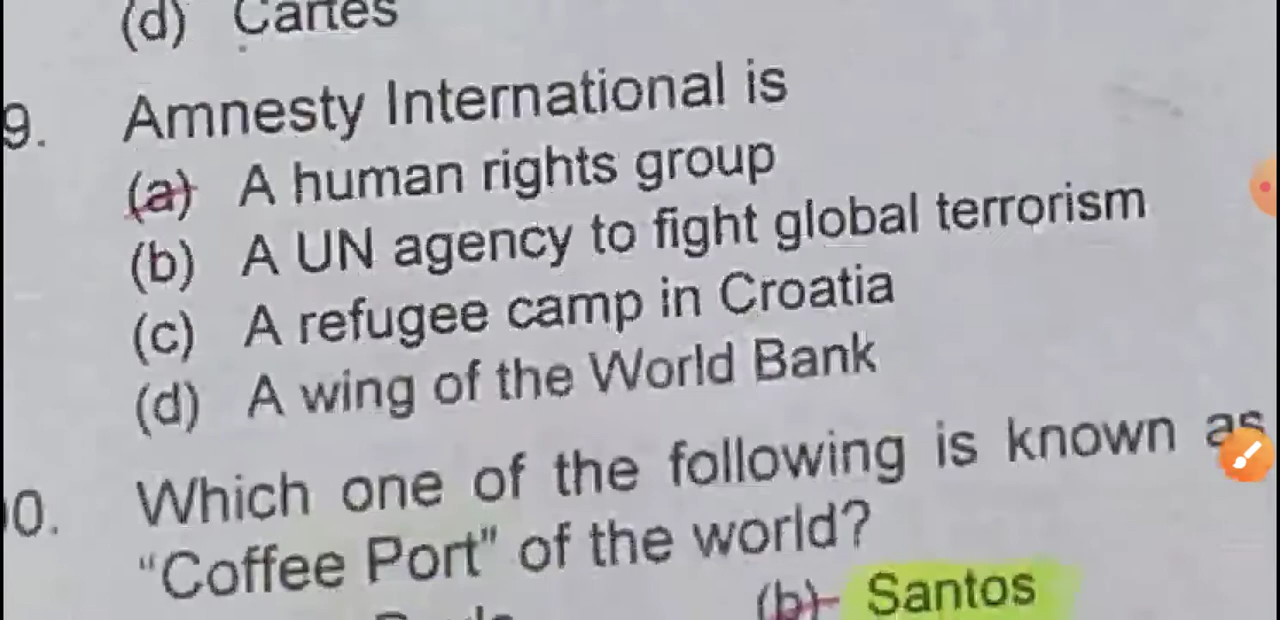 (d) Cartes
9. Amnesty International is
(a) A human rights group
(b) A UN agency to fight global terrorism
(c) A refugee camp in Croatia
(d) A wing of the World Bank
0. Which one of the following is known as
"Coffee Port" of the world?
(b) Santos